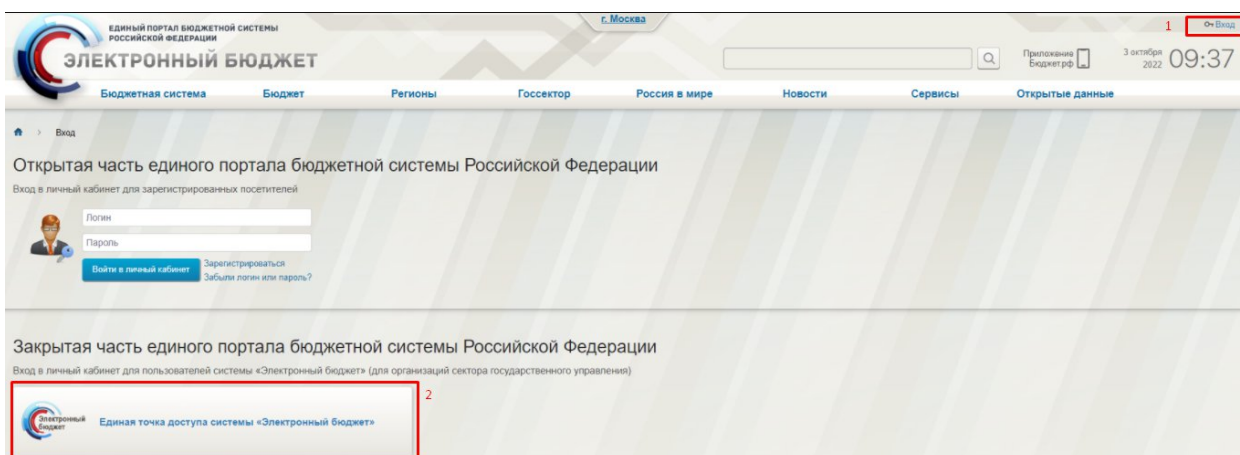 г. Москва
1
Вход
ЕДИНЫЙ ПОРТАЛ БЮДЖЕТНОЙ СИСТЕМЫ
РОССИЙСКОЙ ФЕДЕРАЦИИ
ЭЛЕКТРОННЫЙ БЮДЖЕТ
Приложение
Бюджет.рф
3 октября
2022
09:37
Бюджетная система Бюджет Регионы Госсектор Россия в мире Новости Сервисы Открытые данные
Вход
Открытая часть единого портала бюджетной системы Российской Федерации
Вход в личный кабинет для зарегистрированных посетителей
Логин
Пароль
Войти в личный кабинет
Зарегистрироваться
Забыли логин или пароль?
Закрытая часть единого портала бюджетной системы Российской Федерации
Вход в личный кабинет для пользователей системы «Электронный бюджет» (для организаций сектора государственного управления)
2
Электронный
бюджет
Единая точка доступа системы «Электронный бюджет»